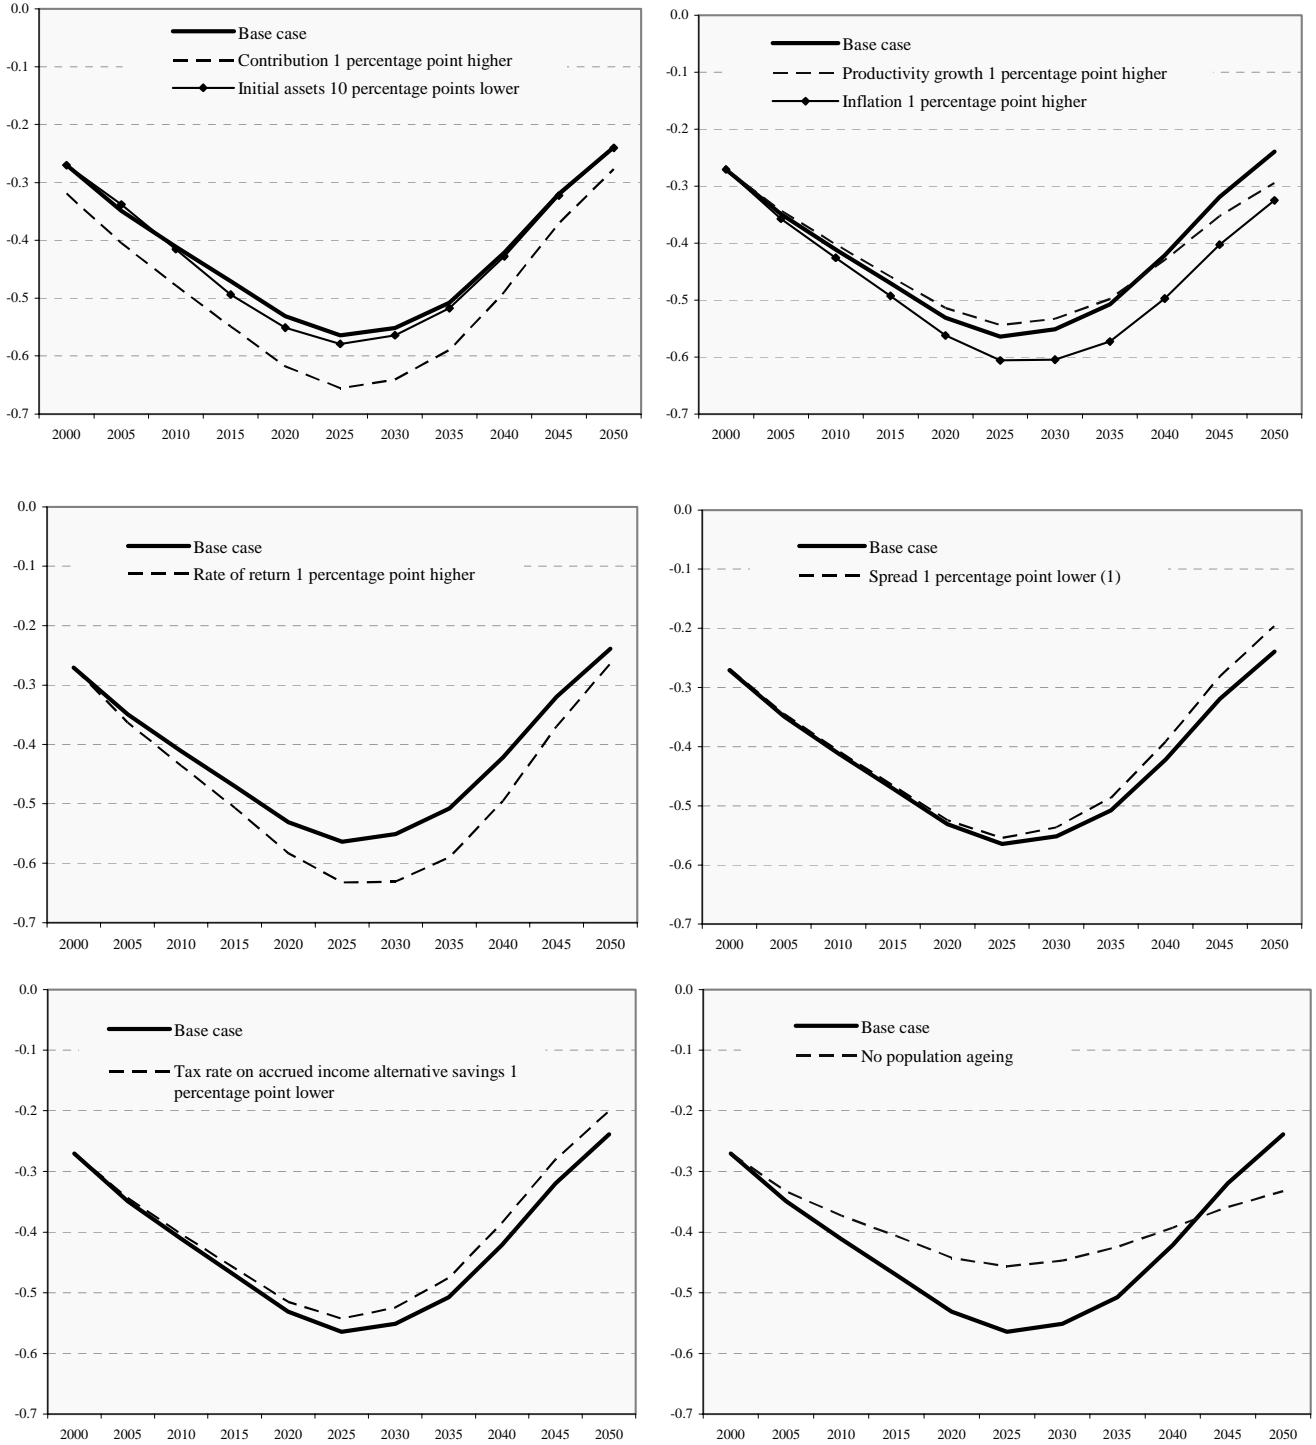 0.0
-0.1
-0.2
-0.3
-0.4
-0.5
-0.6
-0.7
Base case
Contribution 1 percentage point higher
Initial assets 10 percentage points lower
2000 2005 2010 2015 2020 2025 2030 2035 2040 2045 2050
0.0
-0.1
-0.2
-0.3
-0.4
-0.5
-0.6
-0.7
Base case
Productivity growth 1 percentage point higher
Inflation 1 percentage point higher
2000 2005 2010 2015 2020 2025 2030 2035 2040 2045 2050
0.0
-0.1
-0.2
-0.3
-0.4
-0.5
-0.6
-0.7
Base case
Rate of return 1 percentage point higher
2000 2005 2010 2015 2020 2025 2030 2035 2040 2045 2050
0.0
-0.1
-0.2
-0.3
-0.4
-0.5
-0.6
-0.7
Base case
Spread 1 percentage point lower (1)
2000 2005 2010 2015 2020 2025 2030 2035 2040 2045 2050
0.0
-0.1
-0.2
-0.3
-0.4
-0.5
-0.6
-0.7
Base case
Tax rate on accrued income alternative savings 1
percentage point lower
2000 2005 2010 2015 2020 2025 2030 2035 2040 2045 2050
0.0
-0.1
-0.2
-0.3
-0.4
-0.5
-0.6
-0.7
Base case
No population ageing
2000 2005 2010 2015 2020 2025 2030 2035 2040 2045 2050